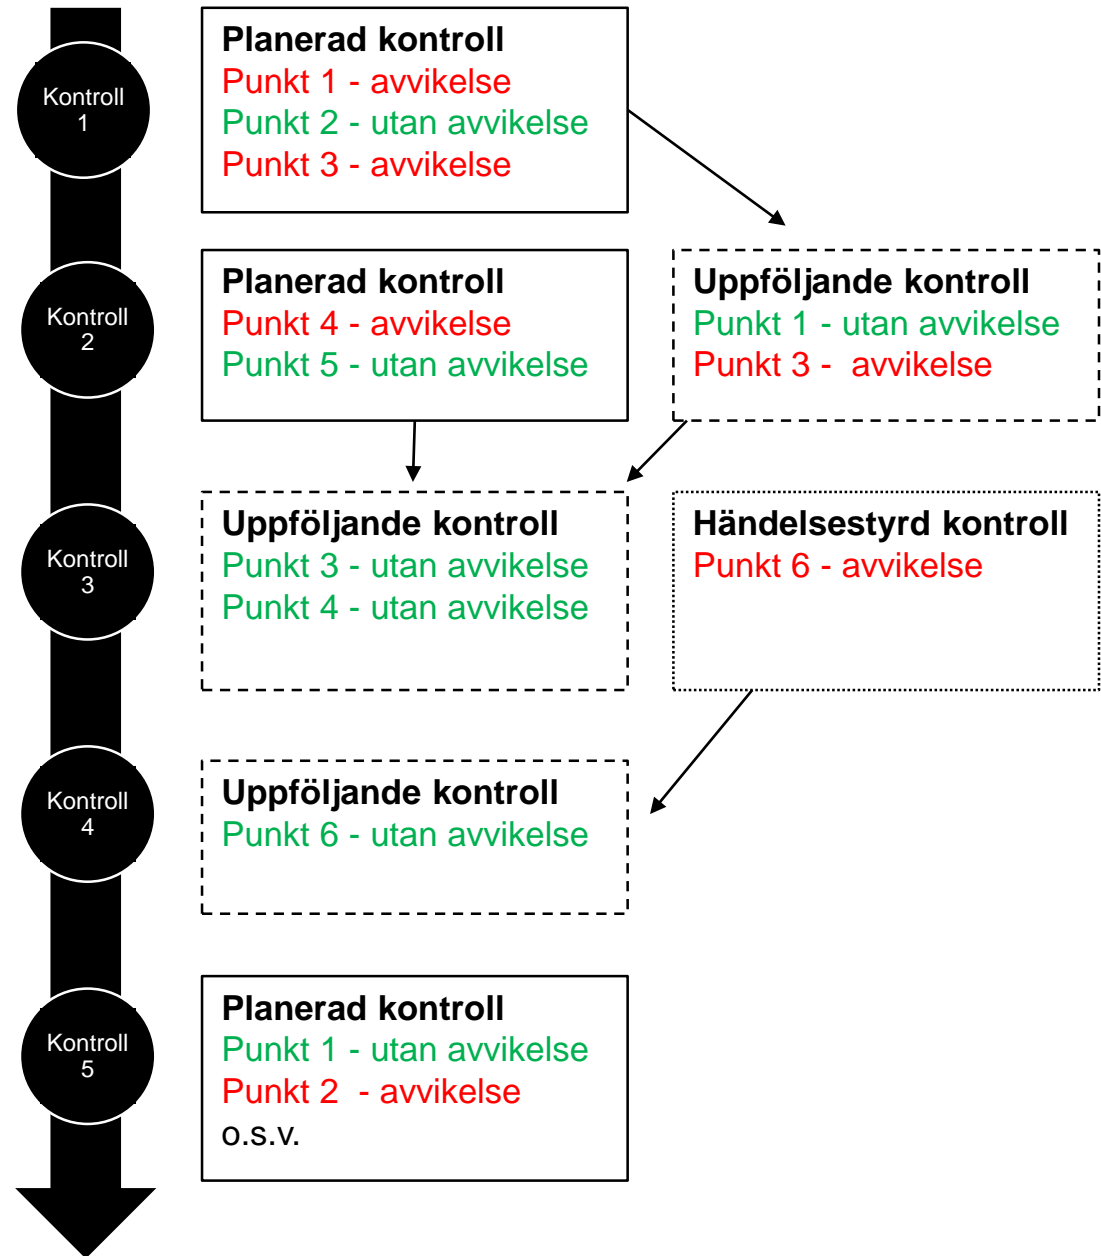 Kontroll
1
Planerad kontroll
Punkt 1 - avvikelse
Punkt 2 - utan avvikelse
Punkt 3 - avvikelse
Kontroll
2
Planerad kontroll
Punkt 4 - avvikelse
Punkt 5 - utan avvikelse
Uppföljande kontroll
Punkt 1 - utan avvikelse
Punkt 3 -  avvikelse
Kontroll
3
Uppföljande kontroll
Punkt 3 - utan avvikelse
Punkt 4 - utan avvikelse
Händelsestyrd kontroll
Punkt 6 - avvikelse
Kontroll
4
Uppföljande kontroll
Punkt 6 - utan avvikelse
Kontroll
5
Planerad kontroll
Punkt 1 - utan avvikelse
Punkt 2  - avvikelse
o.s.v.